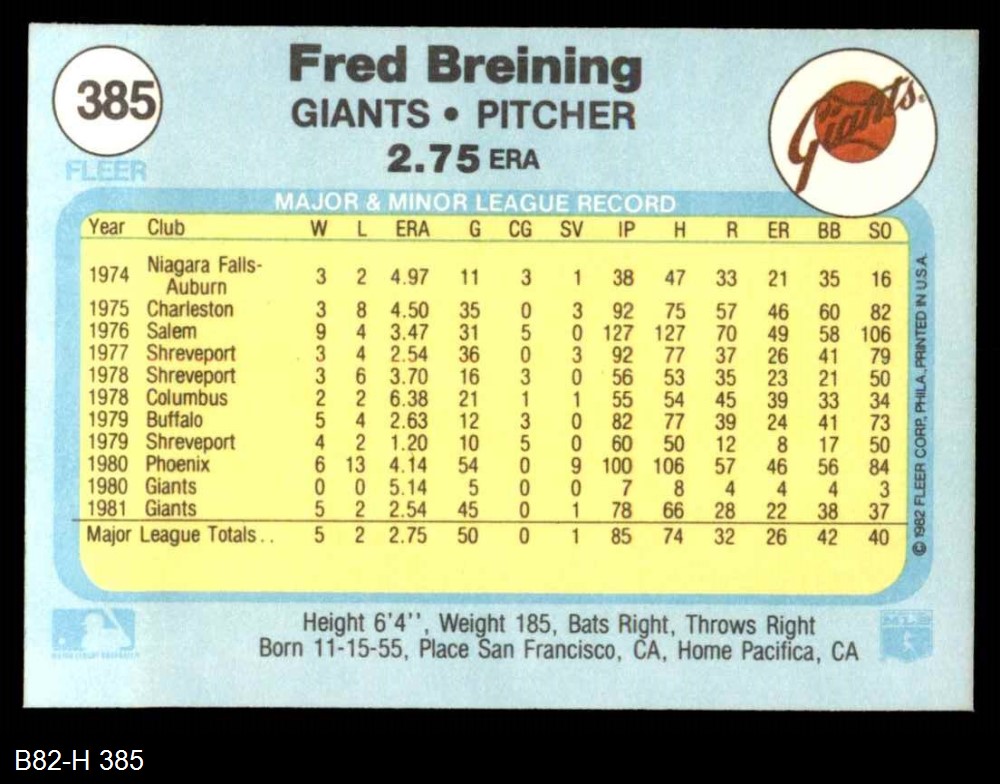 385
Fred Breining
GIANTS • PITCHER
2.75 ERA
Giants
FLEER
MAJOR & MINOR LEAGUE RECORD
Year Club W L ERA G CG SV IP H R ER BB SO
1974 Niagara Falls-
Auburn 3 2 4.97 11 3 1 38 47 33 21 35 16
1975 Charleston 3 8 4.50 35 0 3 92 75 57 46 60 82
1976 Salem 9 4 3.47 31 5 0 127 127 70 49 58 106
1977 Shreveport 3 4 2.54 36 0 3 92 77 37 26 41 79
1978 Shreveport 3 6 3.70 16 3 0 56 53 35 23 21 50
1978 Columbus 2 2 6.38 21 1 1 55 54 45 39 33 34
1979 Buffalo 5 4 2.63 12 3 0 82 77 39 24 41 73
1979 Shreveport 4 2 1.20 10 5 0 60 50 12 8 17 50
1980 Phoenix 6 13 4.14 54 0 9 100 106 57 46 56 84
1980 Giants 0 0 5.14 5 0 0 7 8 4 4 4 3
1981 Giants 5 2 2.54 45 0 1 78 66 28 22 38 37
Major League Totals.. 5 2 2.75 50 0 1 85 74 32 26 42 40
© 1982 FLEER CORP., PHILA., PRINTED IN U.S.A.
Height 6'4'', Weight 185, Bats Right, Throws Right
Born 11-15-55, Place San Francisco, CA, Home Pacifica, CA
B82-H 385